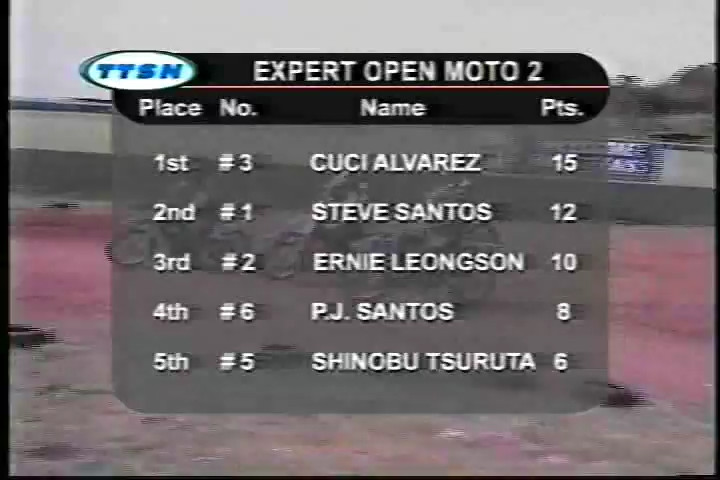 TTSN EXPERT OPEN MOTO 2
Place No. Name Pts.
1st #3 CUCI ALVAREZ 15
2nd #1 STEVE SANTOS 12
3rd #2 ERNIE LEONGSON 10
4th #6 P.J. SANTOS 8
5th #5 SHINOBU TSURUTA 6